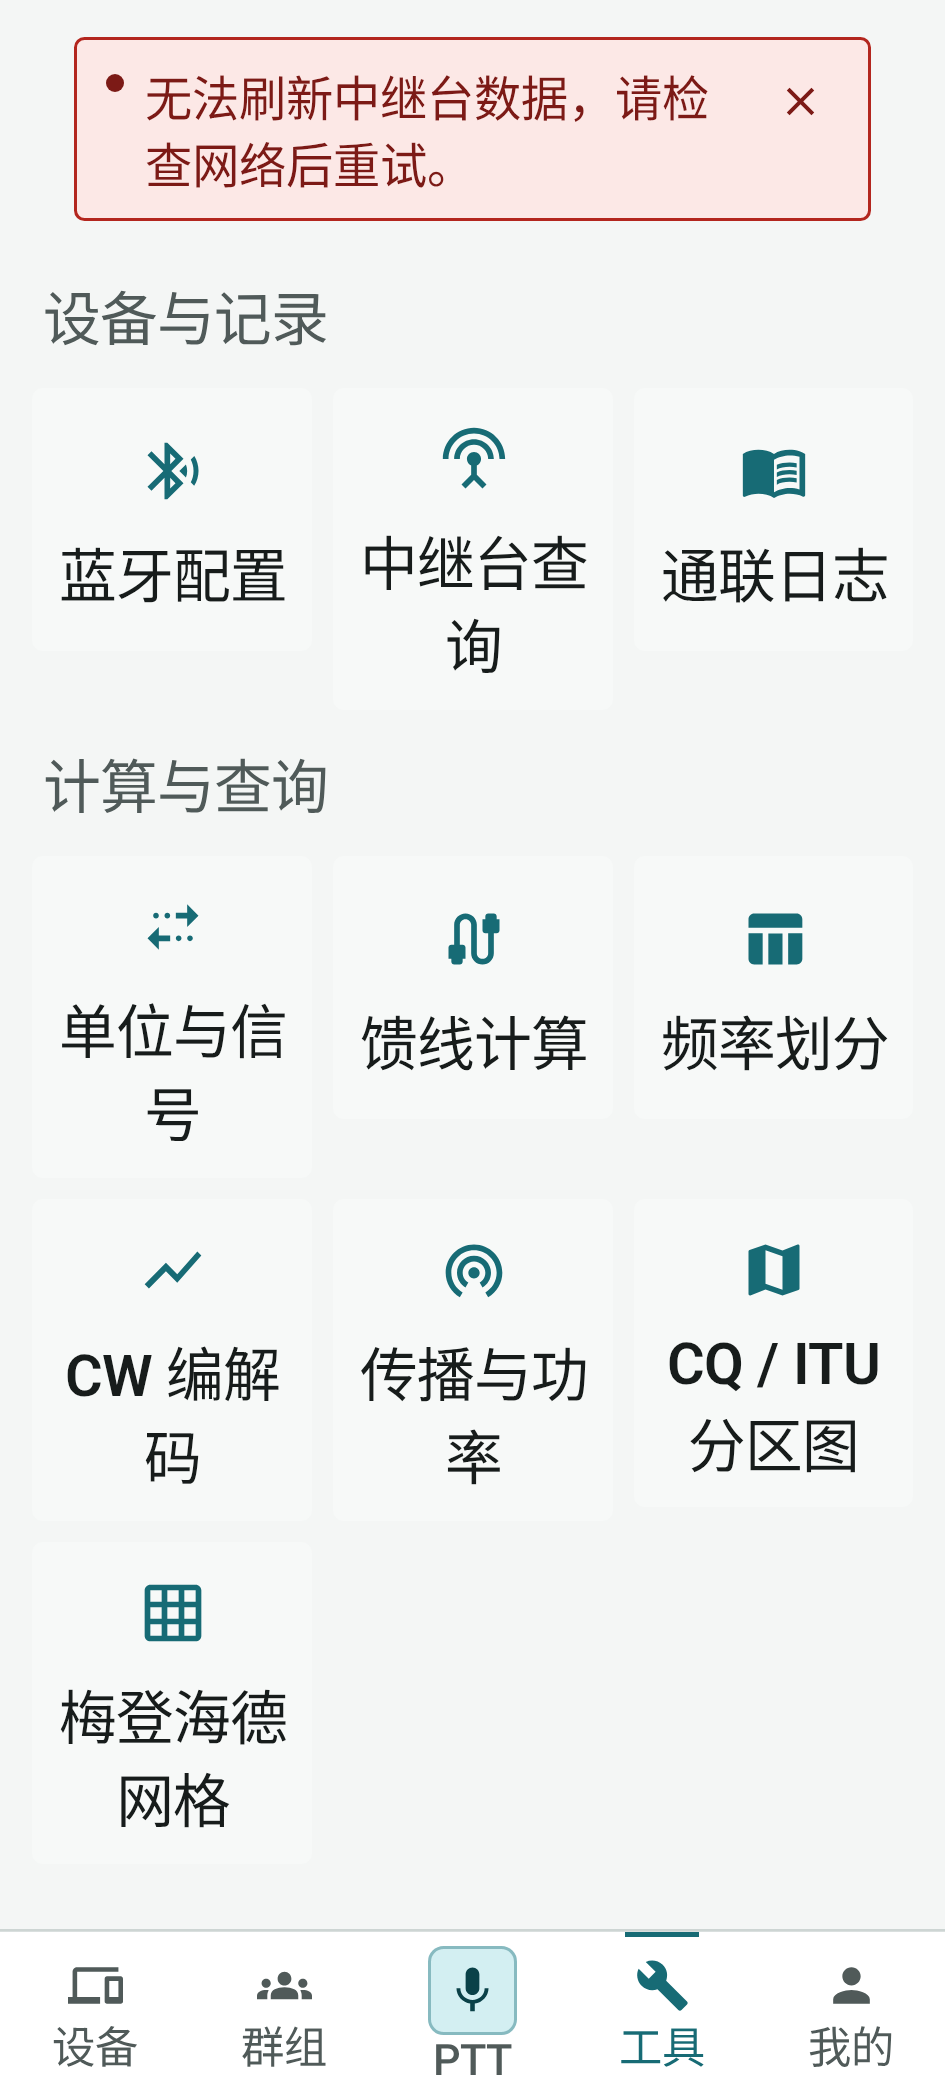 无法刷新中继台数据，请检
查网络后重试。
设备与记录
蓝牙配置
中继台查
询
通联日志
计算与查询
单位与信
号
馈线计算
频率划分
CW 编解
码
传播与功
率
CQ / ITU
分区图
梅登海德
网格
设备
群组
PTT
工具
我的